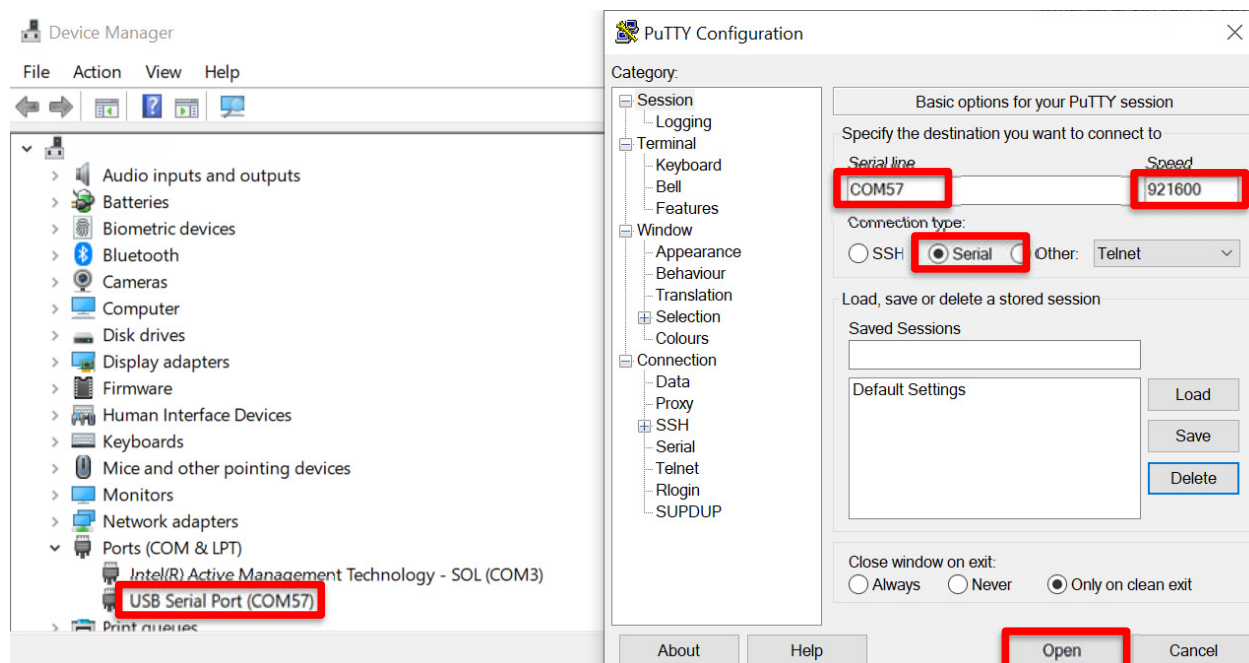 Device Manager
File Action View Help
Audio inputs and outputs
Batteries
Biometric devices
Bluetooth
Cameras
Computer
Disk drives
Display adapters
Firmware
Human Interface Devices
Keyboards
Mice and other pointing devices
Monitors
Network adapters
Ports (COM & LPT)
Intel(R) Active Management Technology - SOL (COM3)
USB Serial Port (COM57)
Print queues
PuTTY Configuration
Category:
Session
Logging
Terminal
Keyboard
Bell
Features
Window
Appearance
Behaviour
Translation
Selection
Colours
Connection
Data
Proxy
SSH
Serial
Telnet
Rlogin
SUPDUP
Basic options for your PuTTY session
Specify the destination you want to connect to
Serial line Speed
COM57 921600
Connection type:
SSH Serial Other: Telnet
Load, save or delete a stored session
Saved Sessions
Default Settings
Load
Save
Delete
Close window on exit:
Always Never Only on clean exit
About Help Open Cancel